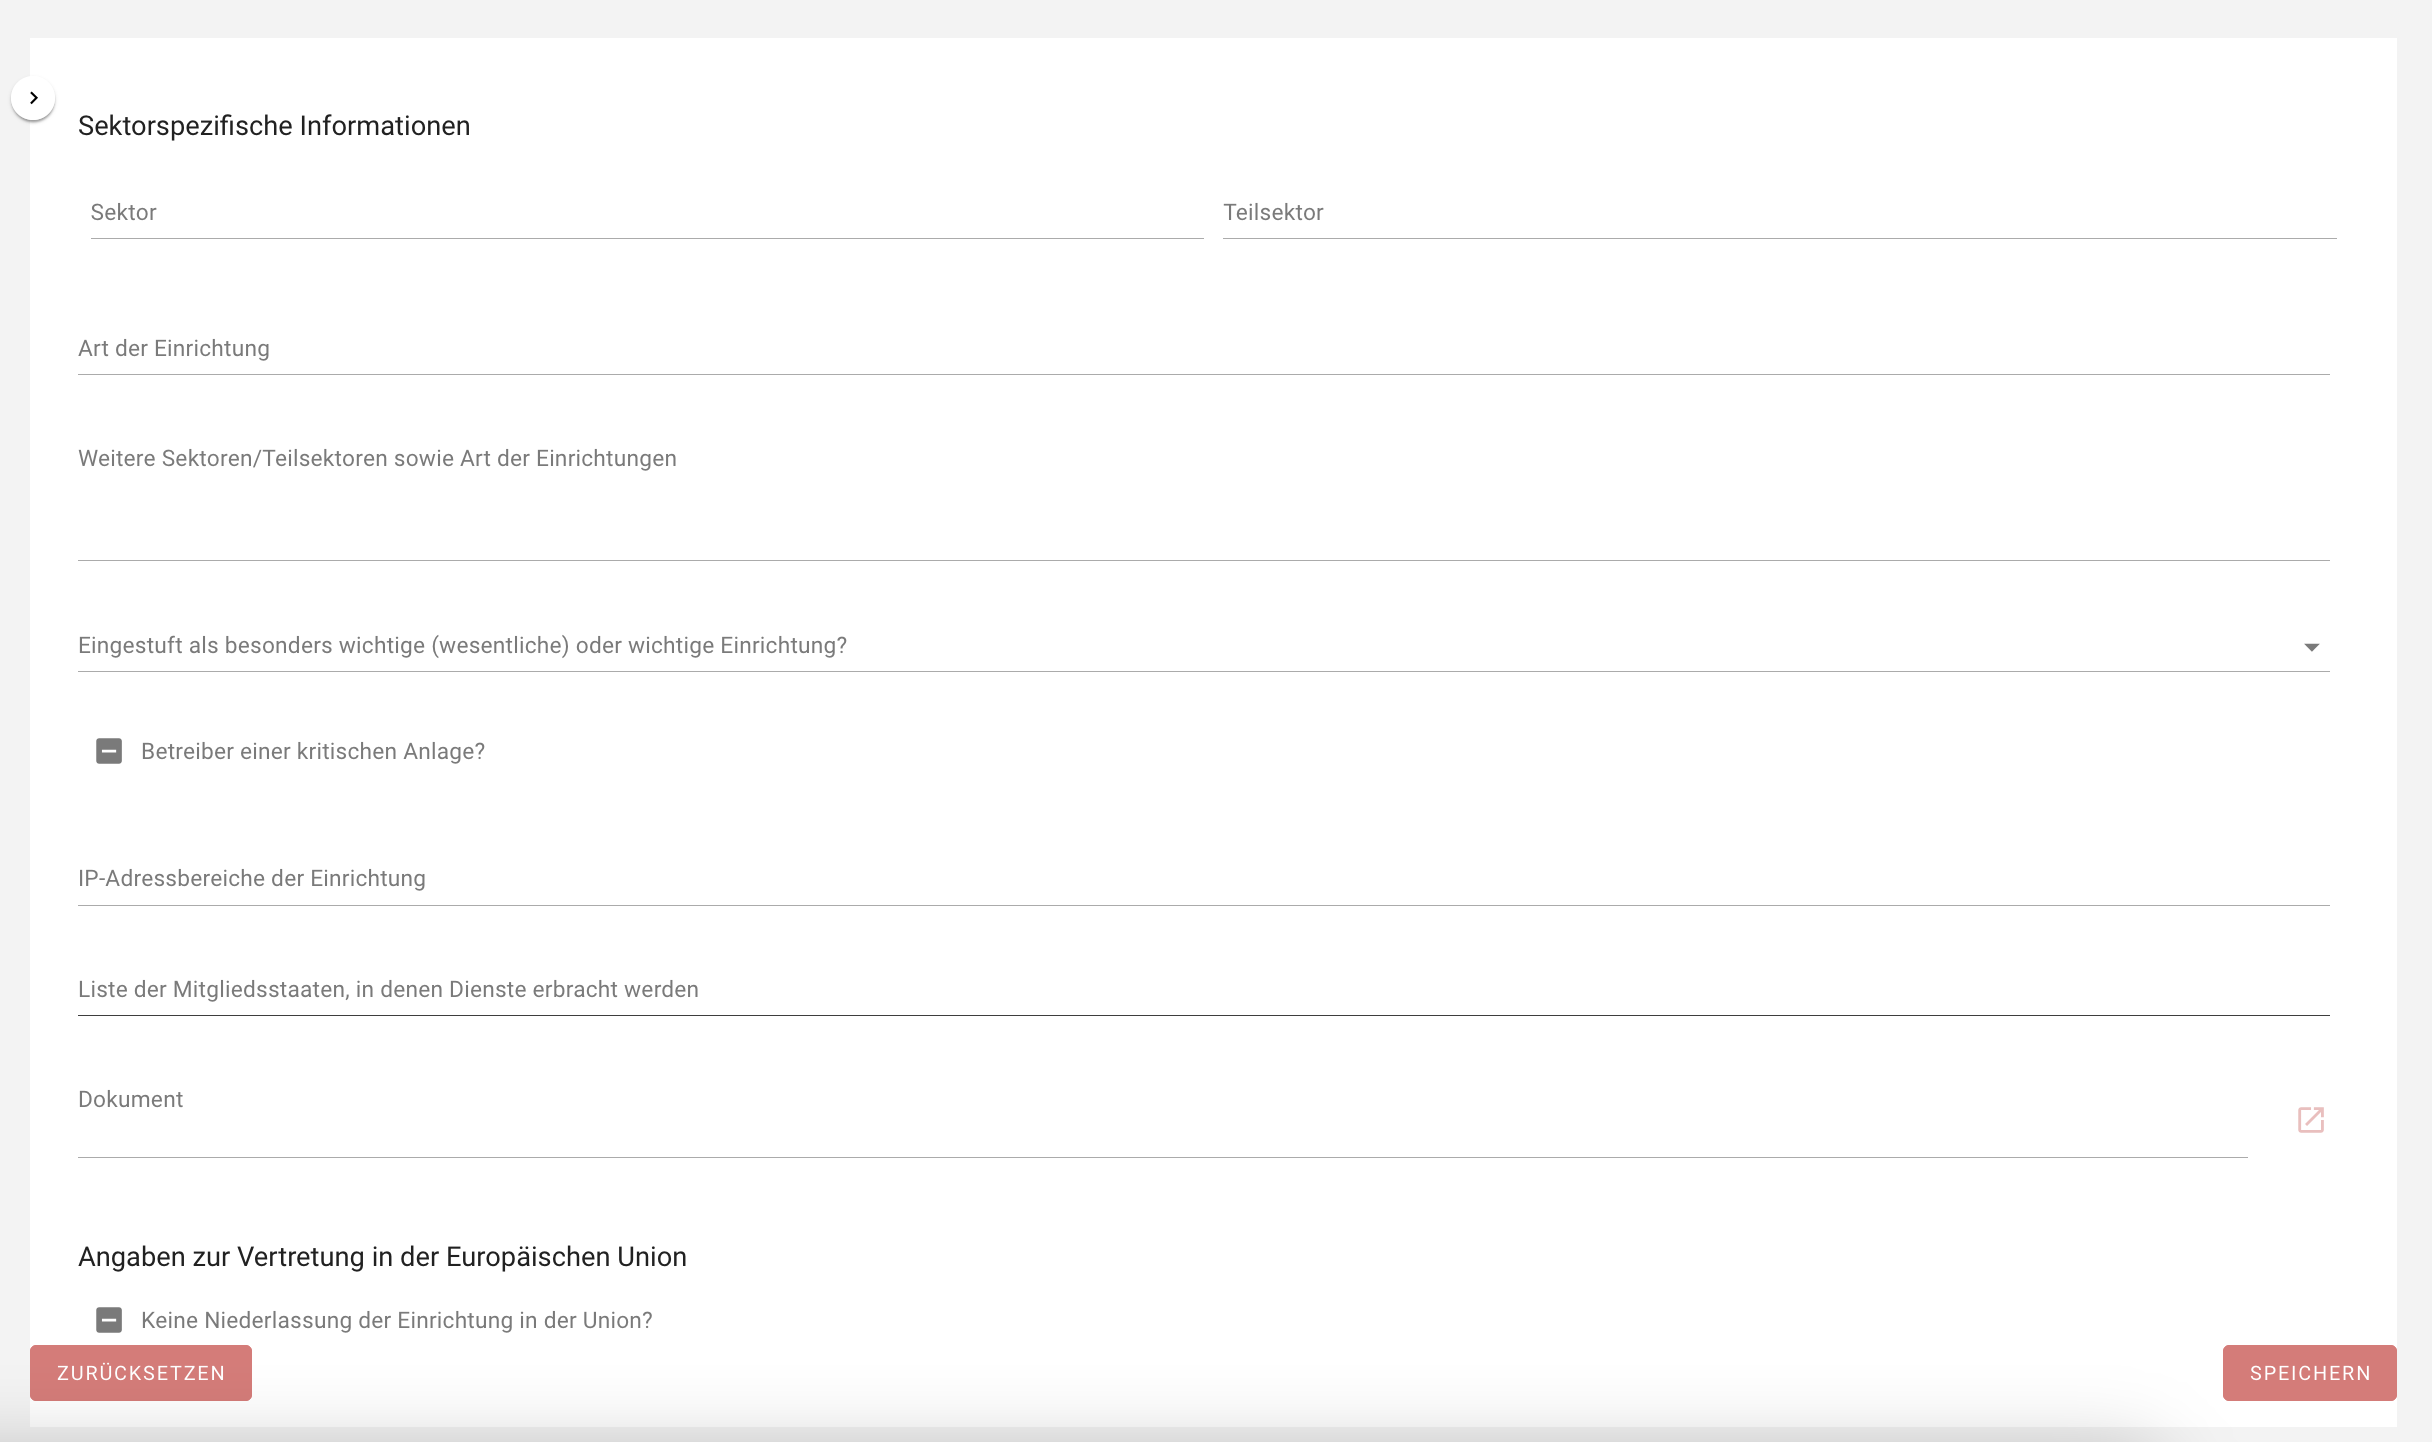 Sektorspezifische Informationen
Sektor
Teilsektor
Art der Einrichtung
Weitere Sektoren/Teilsektoren sowie Art der Einrichtungen
Eingestuft als besonders wichtige (wesentliche) oder wichtige Einrichtung?
Betreiber einer kritischen Anlage?
IP-Adressbereiche der Einrichtung
Liste der Mitgliedsstaaten, in denen Dienste erbracht werden
Dokument
Angaben zur Vertretung in der Europäischen Union
Keine Niederlassung der Einrichtung in der Union?
ZURÜCKSETZEN
SPEICHERN